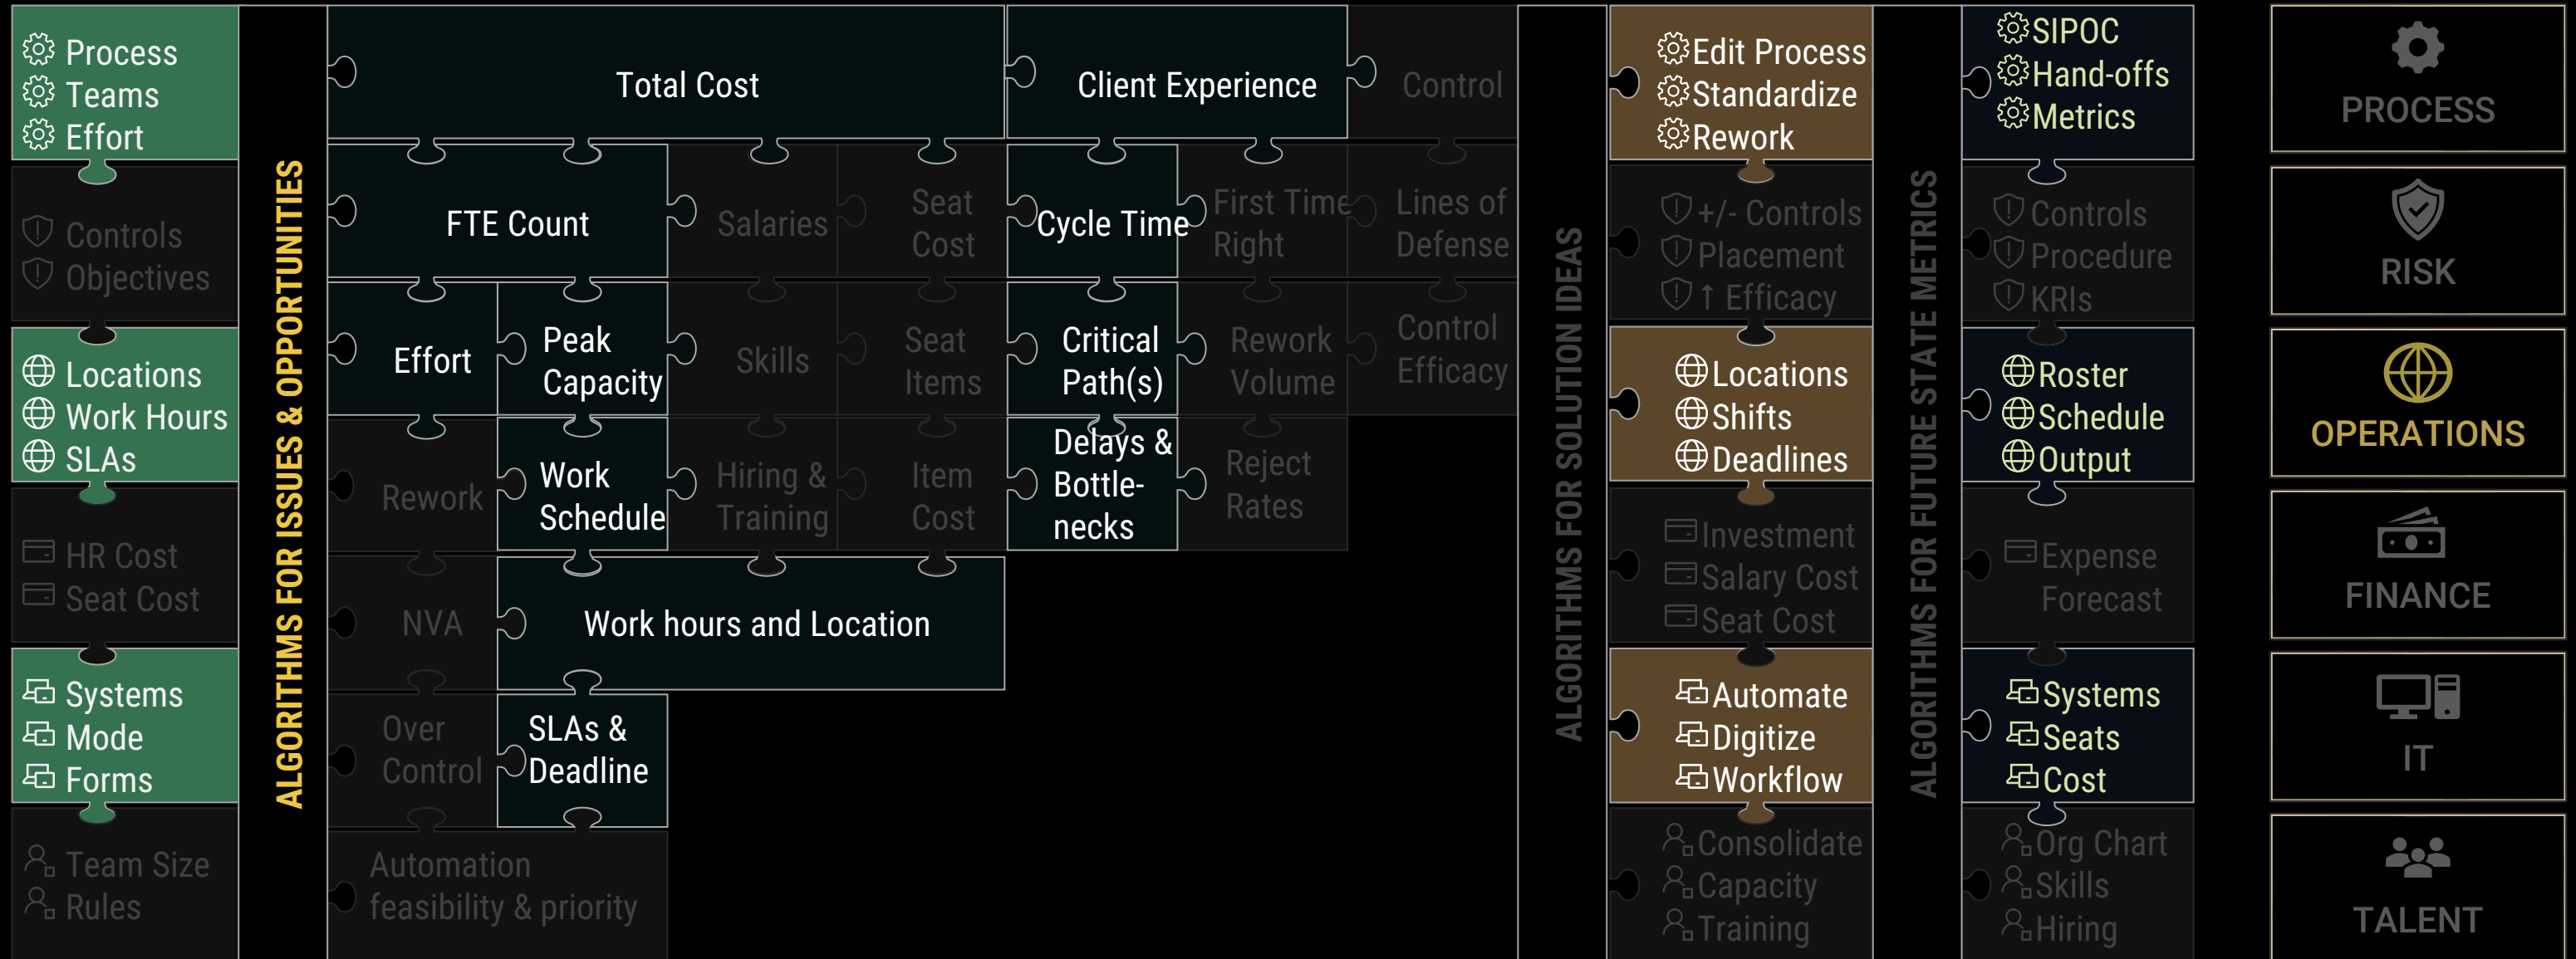 Process
Teams
Effort
Controls
Objectives
Locations
Work Hours
SLAs
HR Cost
Seat Cost
Systems
Mode
Forms
Team Size
Rules
ALGORITHMS FOR ISSUES & OPPORTUNITIES
Total Cost
Client Experience
Control
FTE Count
Salaries
Seat
Cost
Cycle Time
First Time
Right
Lines of
Defense
Effort
Peak
Capacity
Skills
Seat
Items
Critical
Path(s)
Rework
Volume
Control
Efficacy
Rework
Work
Schedule
Hiring &
Training
Item
Cost
Delays &
Bottle-
necks
Reject
Rates
NVA
Work hours and Location
Over
Control
SLAs &
Deadline
Automation
feasibility & priority
ALGORITHMS FOR SOLUTION IDEAS
Edit Process
Standardize
Rework
+/- Controls
Placement
↑ Efficacy
Locations
Shifts
Deadlines
Investment
Salary Cost
Seat Cost
Automate
Digitize
Workflow
Consolidate
Capacity
Training
ALGORITHMS FOR FUTURE STATE METRICS
SIPOC
Hand-offs
Metrics
Controls
Procedure
KRIs
Roster
Schedule
Output
Expense
Forecast
Systems
Seats
Cost
Org Chart
Skills
Hiring
PROCESS
RISK
OPERATIONS
FINANCE
IT
TALENT